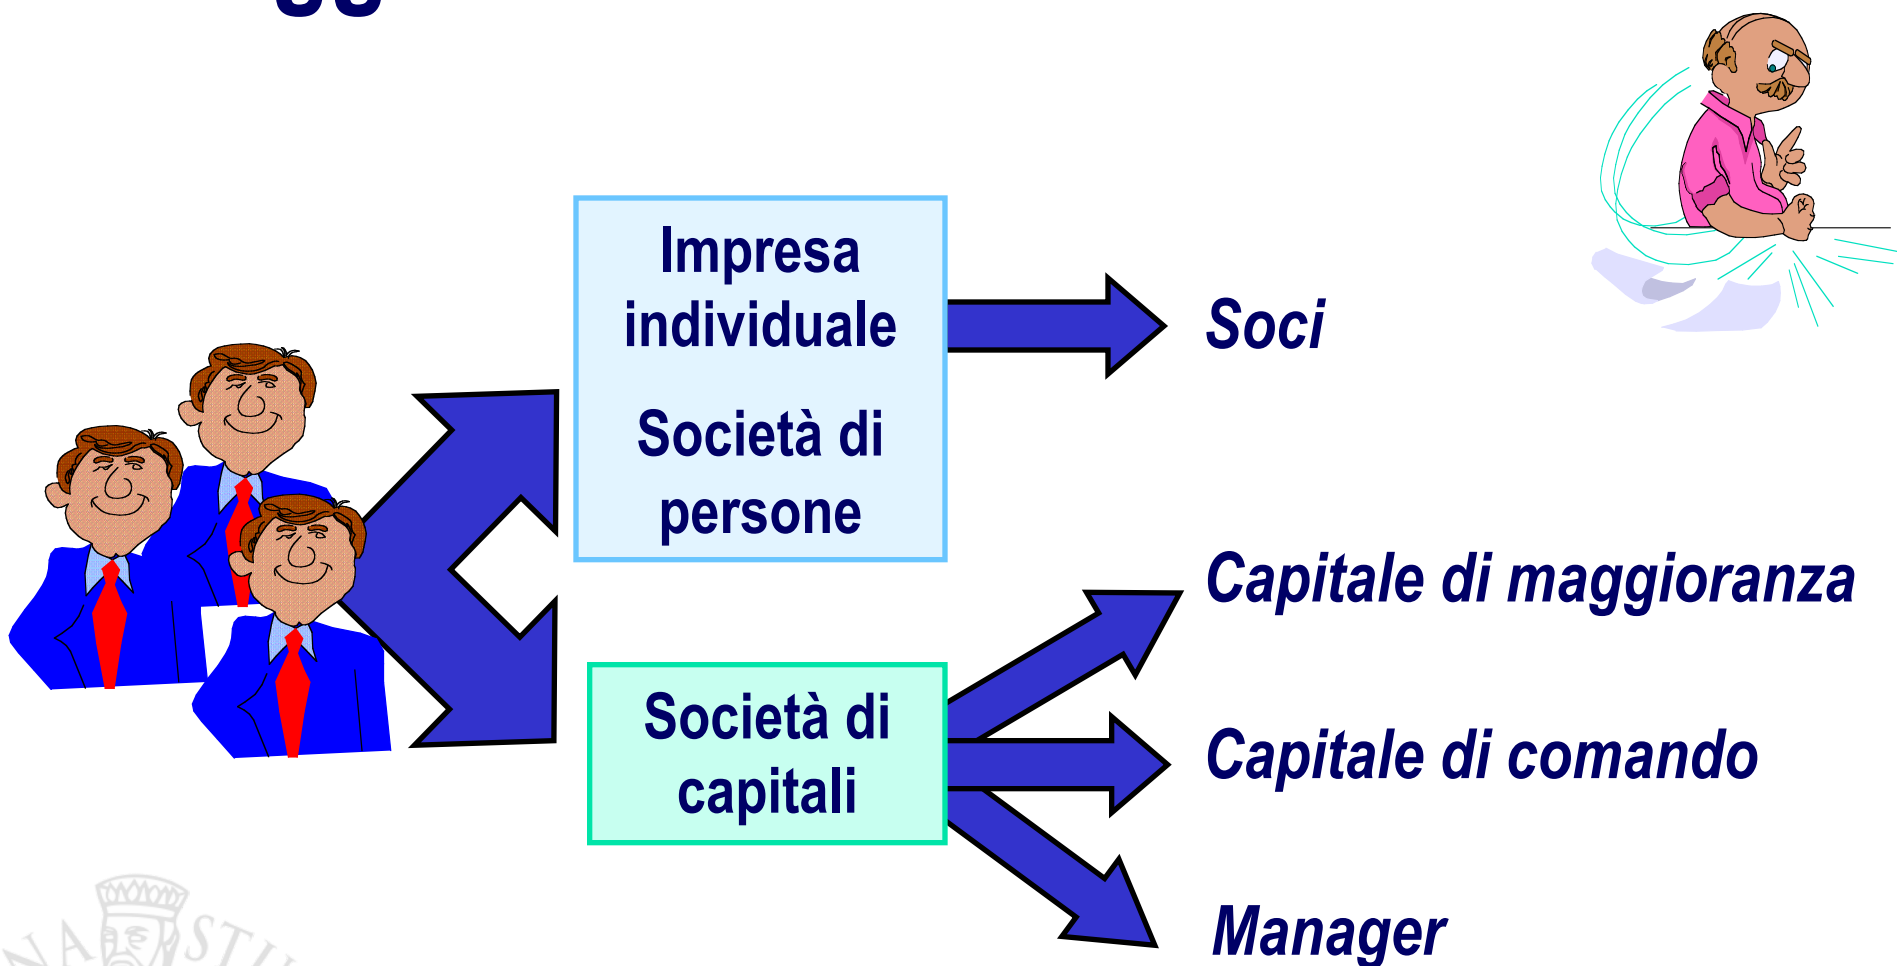 Impresa
individuale
Società di
persone
Soci
Società di
capitali
Capitale di maggioranza
Capitale di comando
Manager